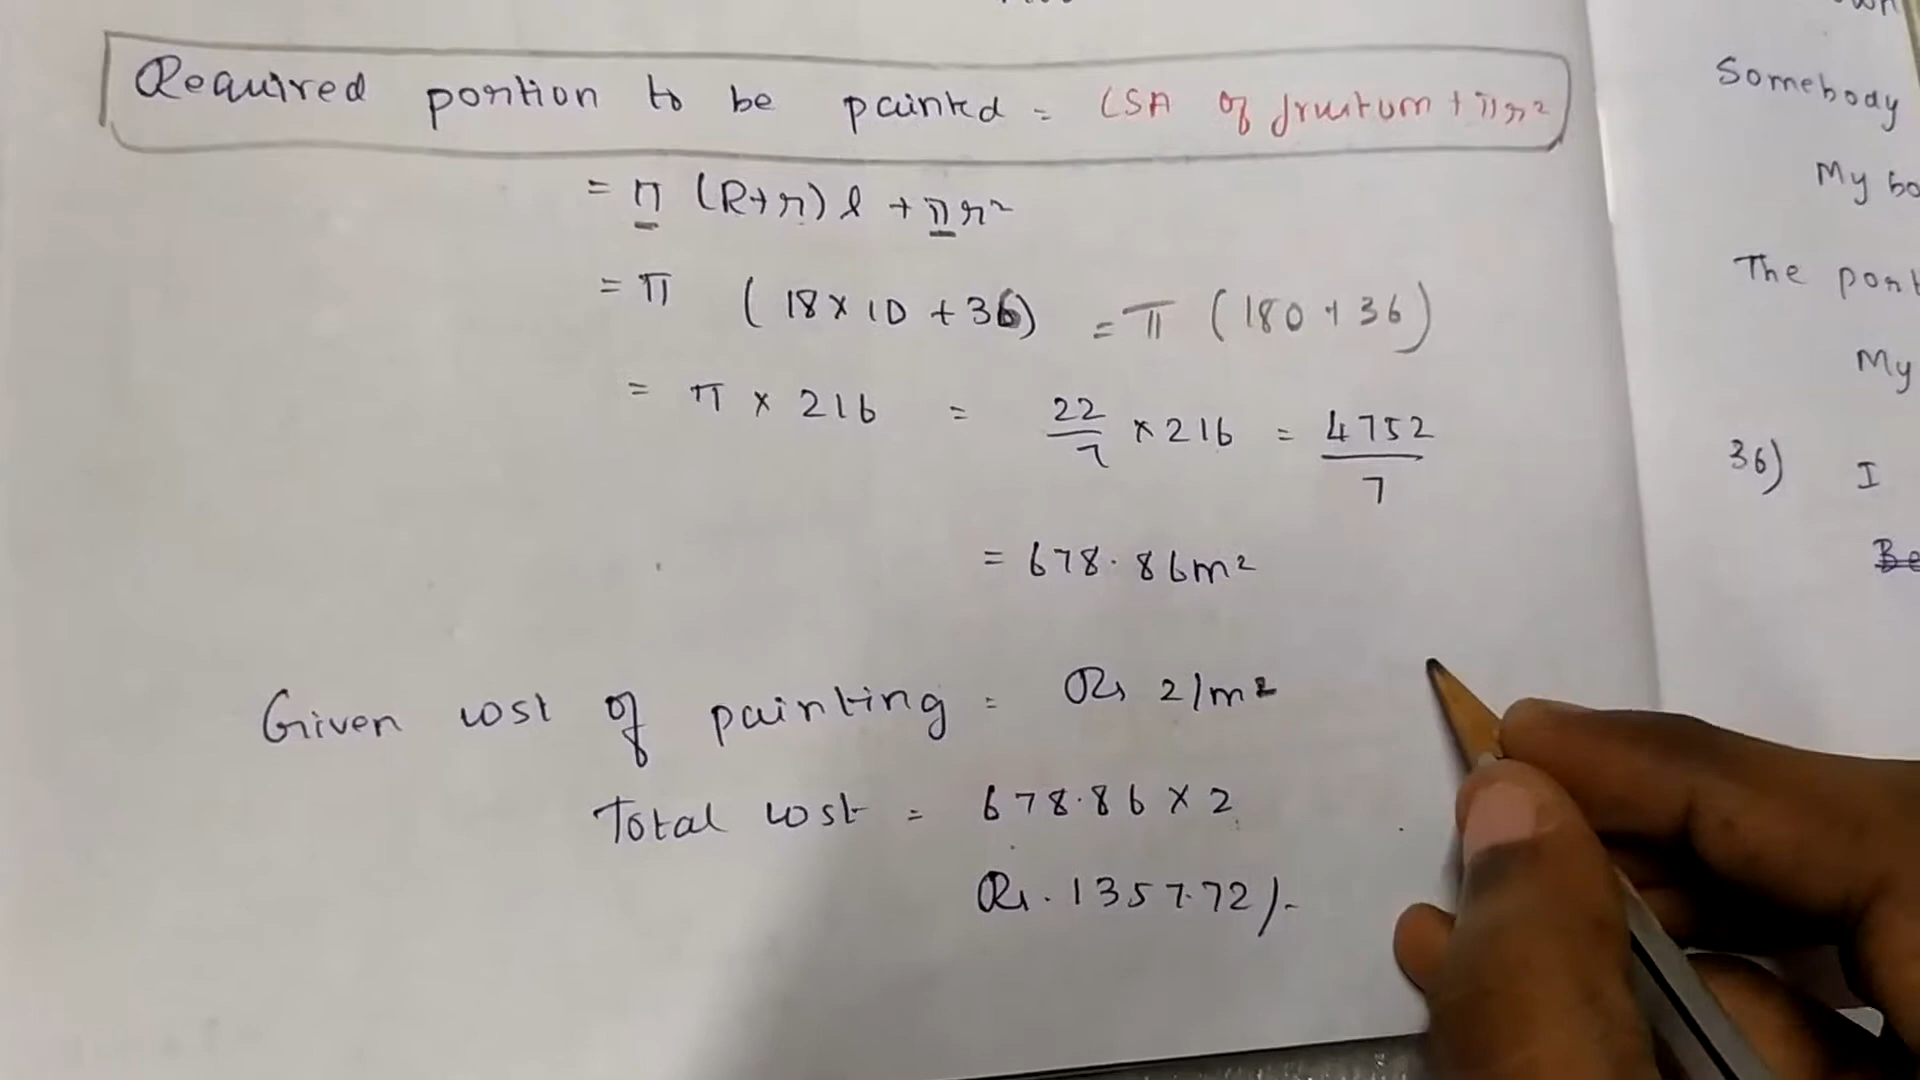 Required portion to be painted = CSA of frustum + πr²
= π (R+r) l + πr²
= π (18 × 10 + 36) = π (180 + 36)
= π × 216 = 22/7 × 216 = 4752/7
= 678.86m²
Given cost of painting = Rs 2/m²
Total cost = 678.86 × 2
Rs. 1357.72/-
Somebody
My bo
The port
My
36) I